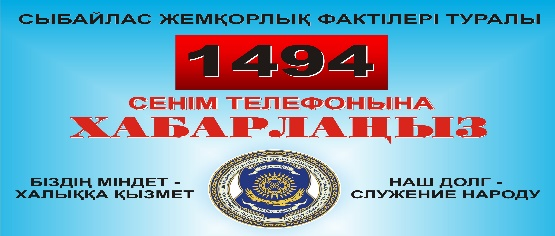 СЫБАЙЛАС ЖЕМҚОРЛЫҚ ФАКТІЛЕРІ ТУРАЛЫ
1494
СЕНІМ ТЕЛЕФОНЫНА
ХАБАРЛАҢЫЗ
БІЗДІҢ МІНДЕТ -
ХАЛЫҚҚА ҚЫЗМЕТ
НАШ ДОЛГ -
СЛУЖЕНИЕ НАРОДУ